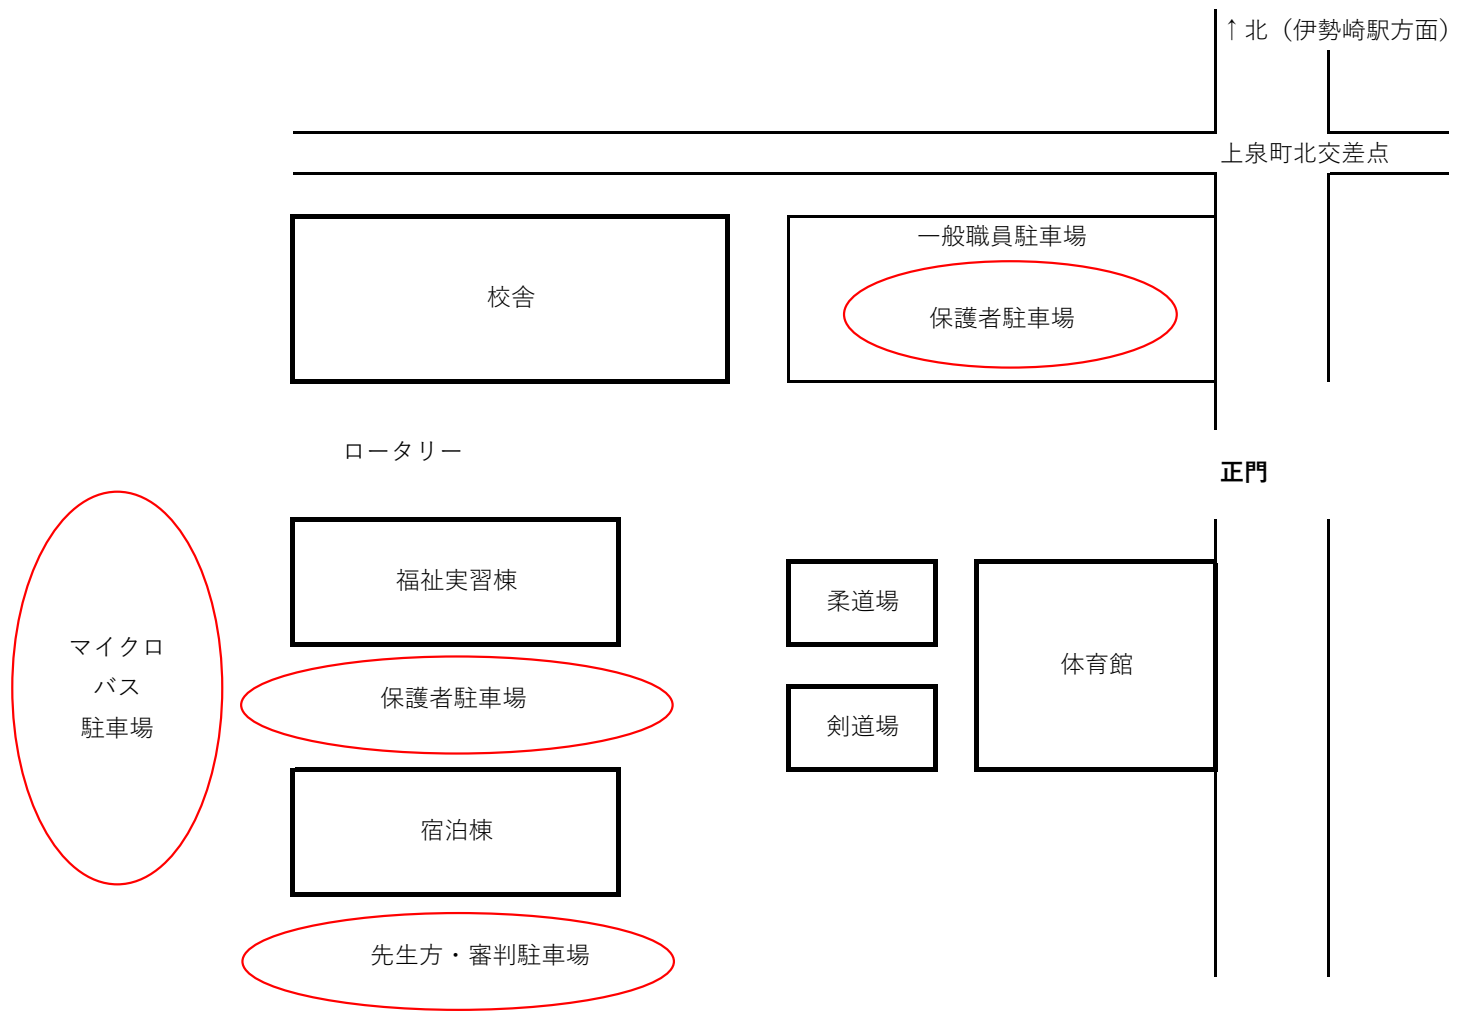 ↑北（伊勢崎駅方面）
上泉町北交差点
一般職員駐車場
校舎
保護者駐車場
ロータリー
正門
福祉実習棟
柔道場
マイクロ
バス
駐車場
体育館
保護者駐車場
剣道場
宿泊棟
先生方・審判駐車場